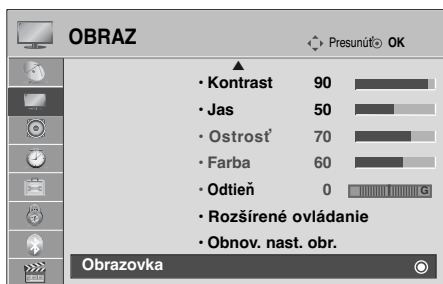 OBRAZ
Presunúť OK
• Kontrast 90
• Jas 50
• Ostrosť 70
• Farba 60
• Odtieň 0 G
• Rozšírené ovládanie
• Obnov. nast. obr.
Obrazovka